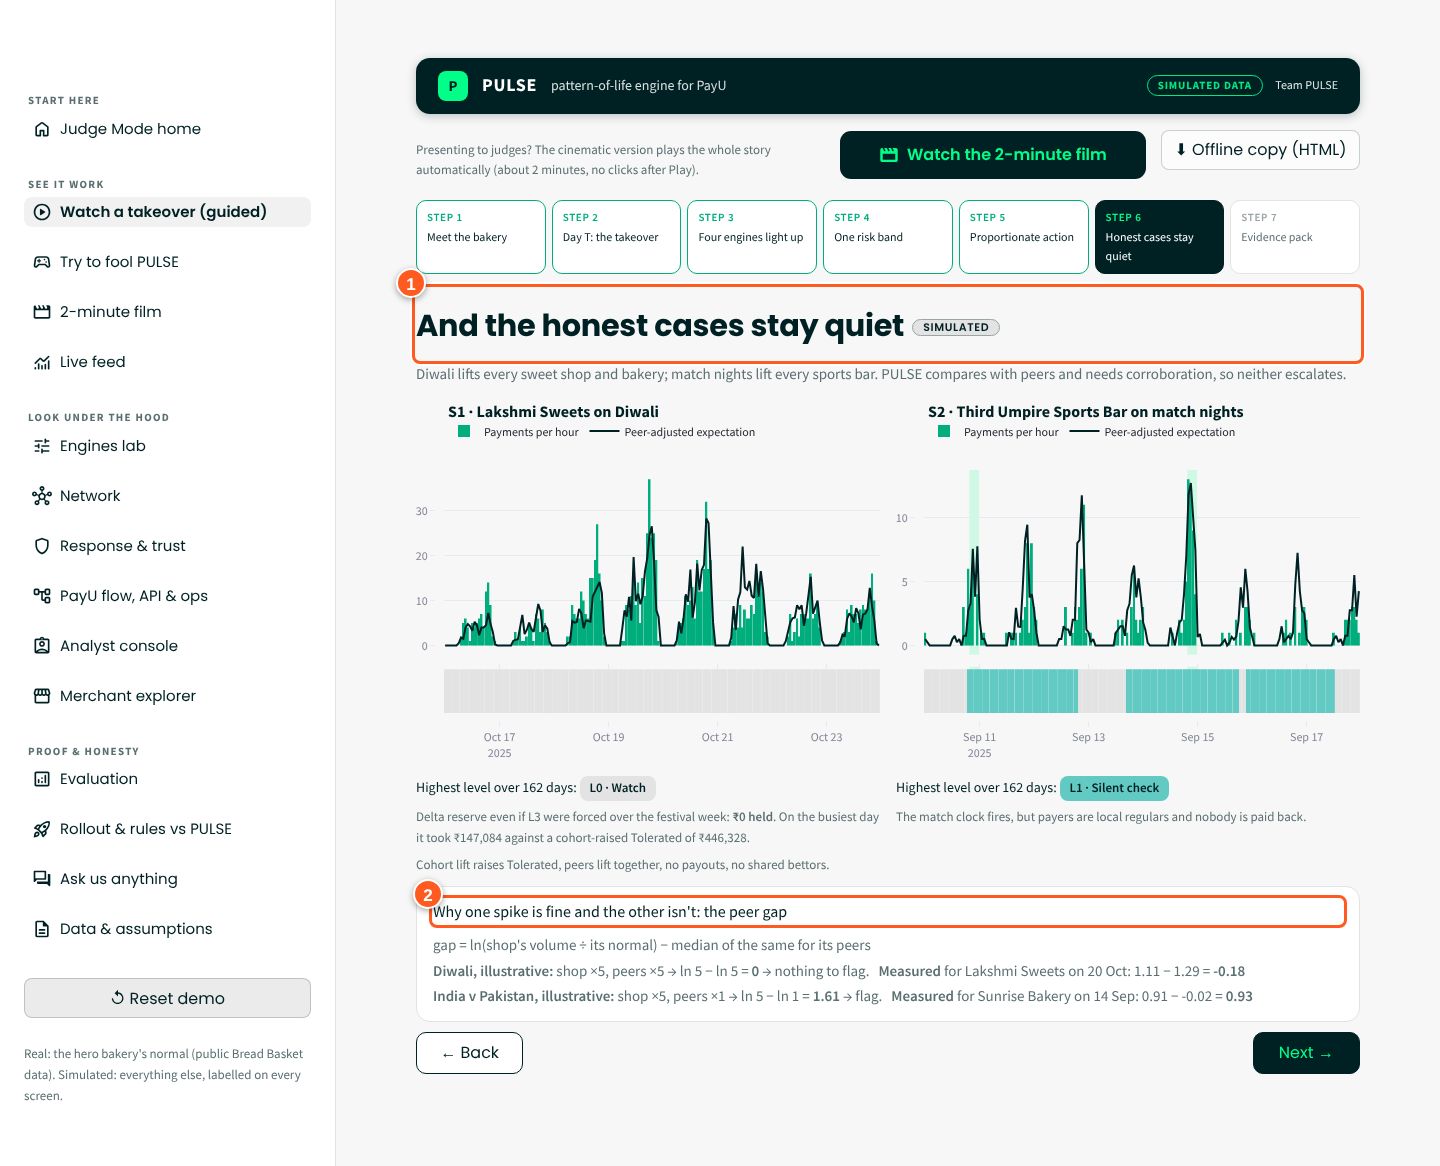 START HERE
Judge Mode home
SEE IT WORK
Watch a takeover (guided)
Try to fool PULSE
2-minute film
Live feed
LOOK UNDER THE HOOD
Engines lab
Network
Response & trust
PayU flow, API & ops
Analyst console
Merchant explorer
PROOF & HONESTY
Evaluation
Rollout & rules vs PULSE
Ask us anything
Data & assumptions
Reset demo
Real: the hero bakery's normal (public Bread Basket
data). Simulated: everything else, labelled on every
screen.
P PULSE pattern-of-life engine for PayU SIMULATED DATA Team PULSE
Presenting to judges? The cinematic version plays the whole story
automatically (about 2 minutes, no clicks after Play).
Watch the 2-minute film
⬇ Offline copy (HTML)
STEP 1
Meet the bakery
STEP 2
Day T: the takeover
STEP 3
Four engines light up
STEP 4
One risk band
STEP 5
Proportionate action
STEP 6
Honest cases stay
quiet
STEP 7
Evidence pack
1
And the honest cases stay quiet SIMULATED
Diwali lifts every sweet shop and bakery; match nights lift every sports bar. PULSE compares with peers and needs corroboration, so neither escalates.
S1 · Lakshmi Sweets on Diwali
Payments per hour Peer-adjusted expectation
30
20
10
0
Oct 17 Oct 19 Oct 21 Oct 23
2025
Highest level over 162 days: L0 · Watch
Delta reserve even if L3 were forced over the festival week: ₹0 held. On the busiest day
it took ₹147,084 against a cohort-raised Tolerated of ₹446,328.
Cohort lift raises Tolerated, peers lift together, no payouts, no shared bettors.
S2 · Third Umpire Sports Bar on match nights
Payments per hour Peer-adjusted expectation
10
5
0
Sep 11 Sep 13 Sep 15 Sep 17
2025
Highest level over 162 days: L1 · Silent check
The match clock fires, but payers are local regulars and nobody is paid back.
2
Why one spike is fine and the other isn't: the peer gap
gap = ln(shop's volume ÷ its normal) − median of the same for its peers
Diwali, illustrative: shop ×5, peers ×5 → ln 5 − ln 5 = 0 → nothing to flag. Measured for Lakshmi Sweets on 20 Oct: 1.11 − 1.29 = -0.18
India v Pakistan, illustrative: shop ×5, peers ×1 → ln 5 − ln 1 = 1.61 → flag. Measured for Sunrise Bakery on 14 Sep: 0.91 − -0.02 = 0.93
← Back
Next →